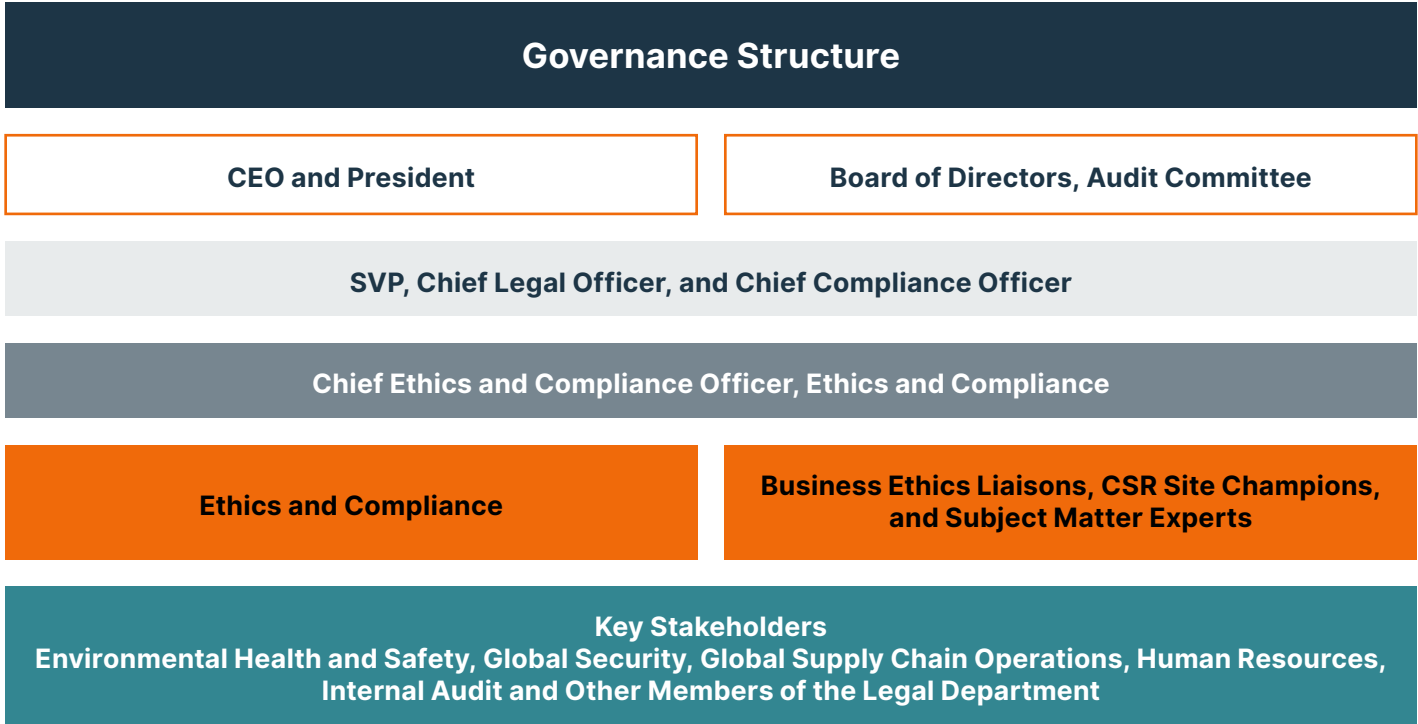 Governance Structure
CEO and President
Board of Directors, Audit Committee
SVP, Chief Legal Officer, and Chief Compliance Officer
Chief Ethics and Compliance Officer, Ethics and Compliance
Ethics and Compliance
Business Ethics Liaisons, CSR Site Champions,
and Subject Matter Experts
Key Stakeholders
Environmental Health and Safety, Global Security, Global Supply Chain Operations, Human Resources,
Internal Audit and Other Members of the Legal Department